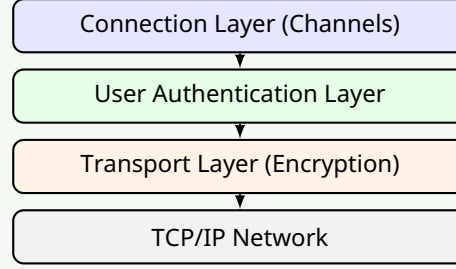 Connection Layer (Channels)
User Authentication Layer
Transport Layer (Encryption)
TCP/IP Network